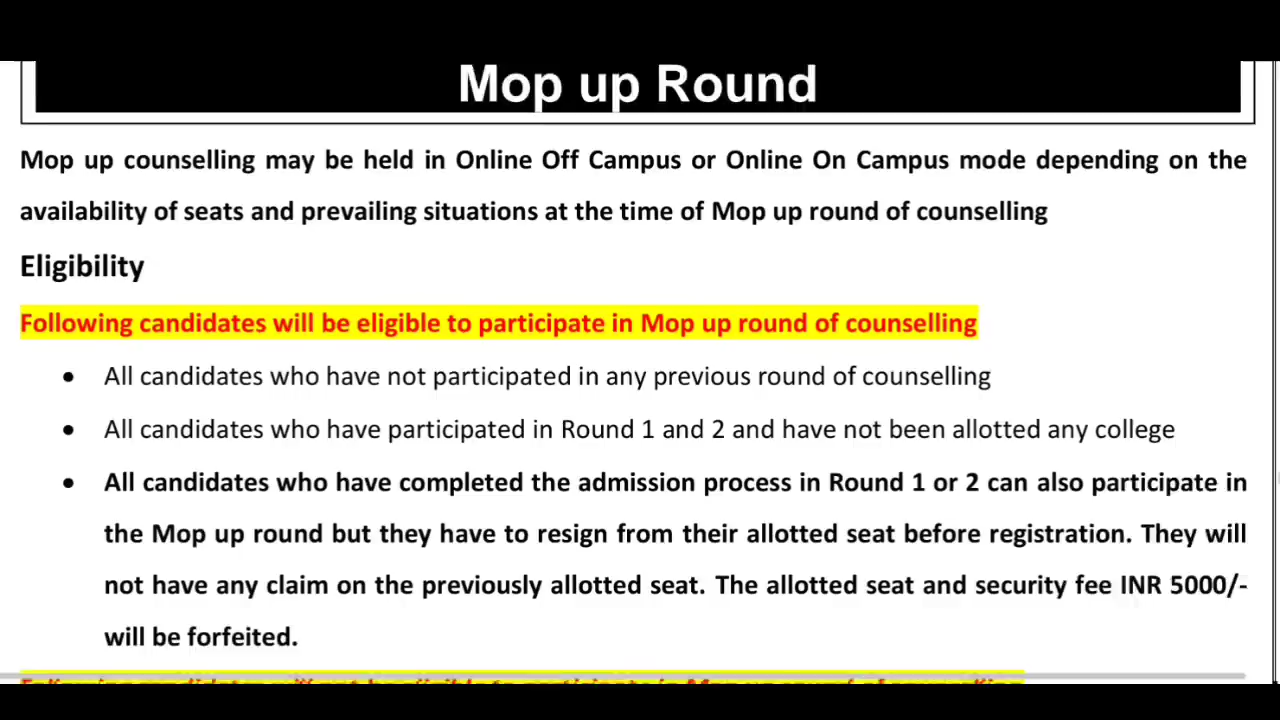 Mop up Round
Mop up counselling may be held in Online Off Campus or Online On Campus mode depending on the
availability of seats and prevailing situations at the time of Mop up round of counselling
Eligibility
Following candidates will be eligible to participate in Mop up round of counselling
• All candidates who have not participated in any previous round of counselling
• All candidates who have participated in Round 1 and 2 and have not been allotted any college
• All candidates who have completed the admission process in Round 1 or 2 can also participate in
the Mop up round but they have to resign from their allotted seat before registration. They will
not have any claim on the previously allotted seat. The allotted seat and security fee INR 5000/-
will be forfeited.